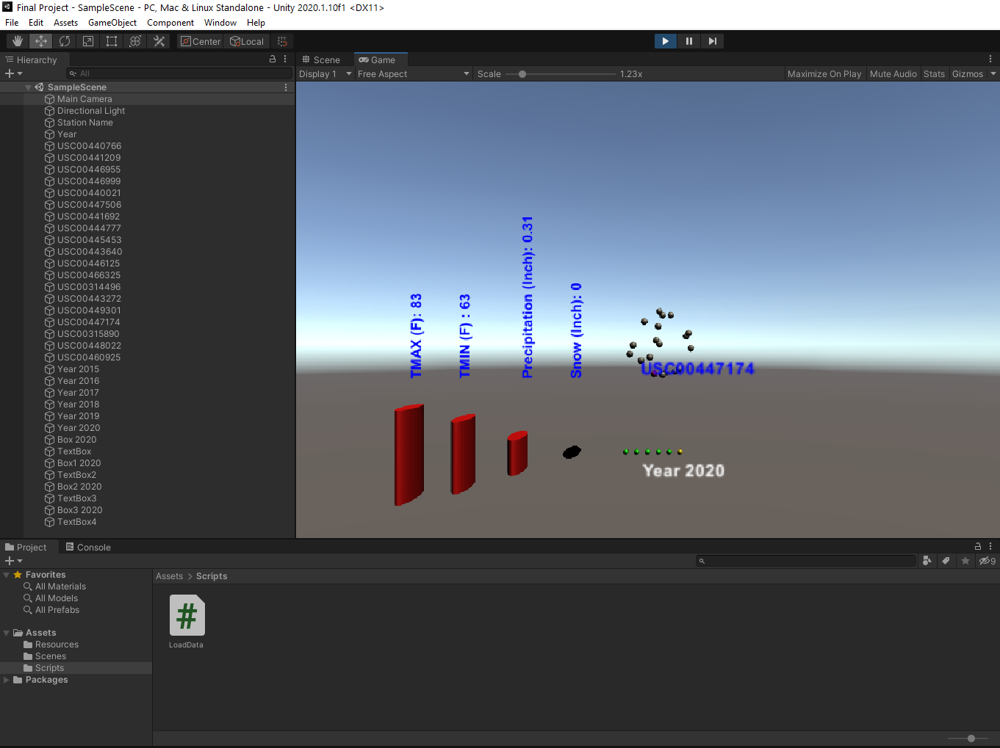 Final Project - SampleScene - PC, Mac & Linux Standalone - Unity 2020.1.10f1 <DX11>
File Edit Assets GameObject Component Window Help
Center Local
Hierarchy
All
SampleScene
Main Camera
Directional Light
Station Name
Year
USC00440766
USC00441209
USC00446955
USC00446999
USC00440021
USC00447506
USC00441692
USC00444777
USC00445453
USC00443640
USC00446125
USC00466325
USC00314496
USC00443272
USC00449301
USC00447174
USC00315890
USC00448022
USC00460925
Year 2015
Year 2016
Year 2017
Year 2018
Year 2019
Year 2020
Box 2020
TextBox
Box1 2020
TextBox2
Box2 2020
TextBox3
Box3 2020
TextBox4
Scene Game
Display 1 Free Aspect Scale 1.23x Maximize On Play Mute Audio Stats Gizmos
TMAX (F): 83
TMIN (F) : 63
Precipitation (Inch): 0.31
Snow (Inch): 0
USC00447174
Year 2020
Project Console
9
Favorites
All Materials
All Models
All Prefabs
Assets
Resources
Scenes
Scripts
Packages
Assets > Scripts
#
LoadData